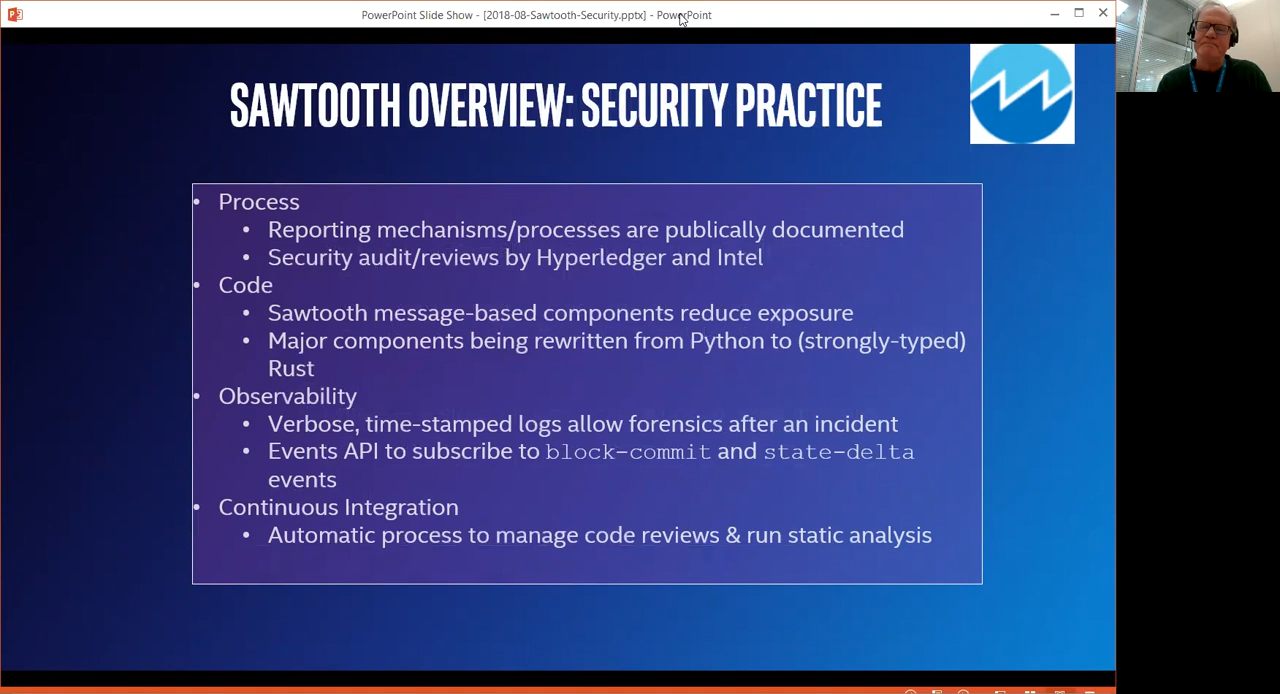 PowerPoint Slide Show - [2018-08-Sawtooth-Security.pptx] - PowerPoint
SAWTOOTH OVERVIEW: SECURITY PRACTICE
• Process
• Reporting mechanisms/processes are publically documented
• Security audit/reviews by Hyperledger and Intel
• Code
• Sawtooth message-based components reduce exposure
• Major components being rewritten from Python to (strongly-typed)
Rust
• Observability
• Verbose, time-stamped logs allow forensics after an incident
• Events API to subscribe to block-commit and state-delta
events
• Continuous Integration
• Automatic process to manage code reviews & run static analysis